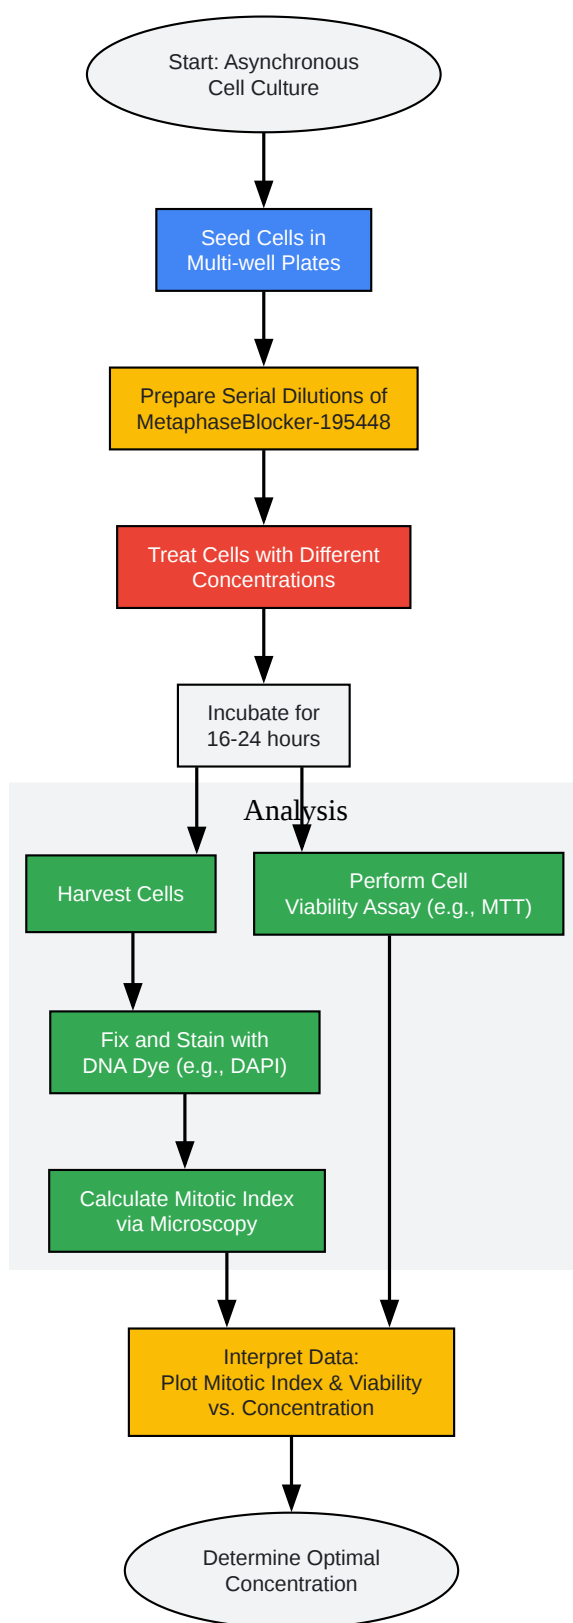 Start: Asynchronous
Cell Culture
Seed Cells in
Multi-well Plates
Prepare Serial Dilutions of
MetaphaseBlocker-195448
Treat Cells with Different
Concentrations
Incubate for
16-24 hours
Analysis
Harvest Cells
Perform Cell
Viability Assay (e.g., MTT)
Fix and Stain with
DNA Dye (e.g., DAPI)
Calculate Mitotic Index
via Microscopy
Interpret Data:
Plot Mitotic Index & Viability
vs. Concentration
Determine Optimal
Concentration